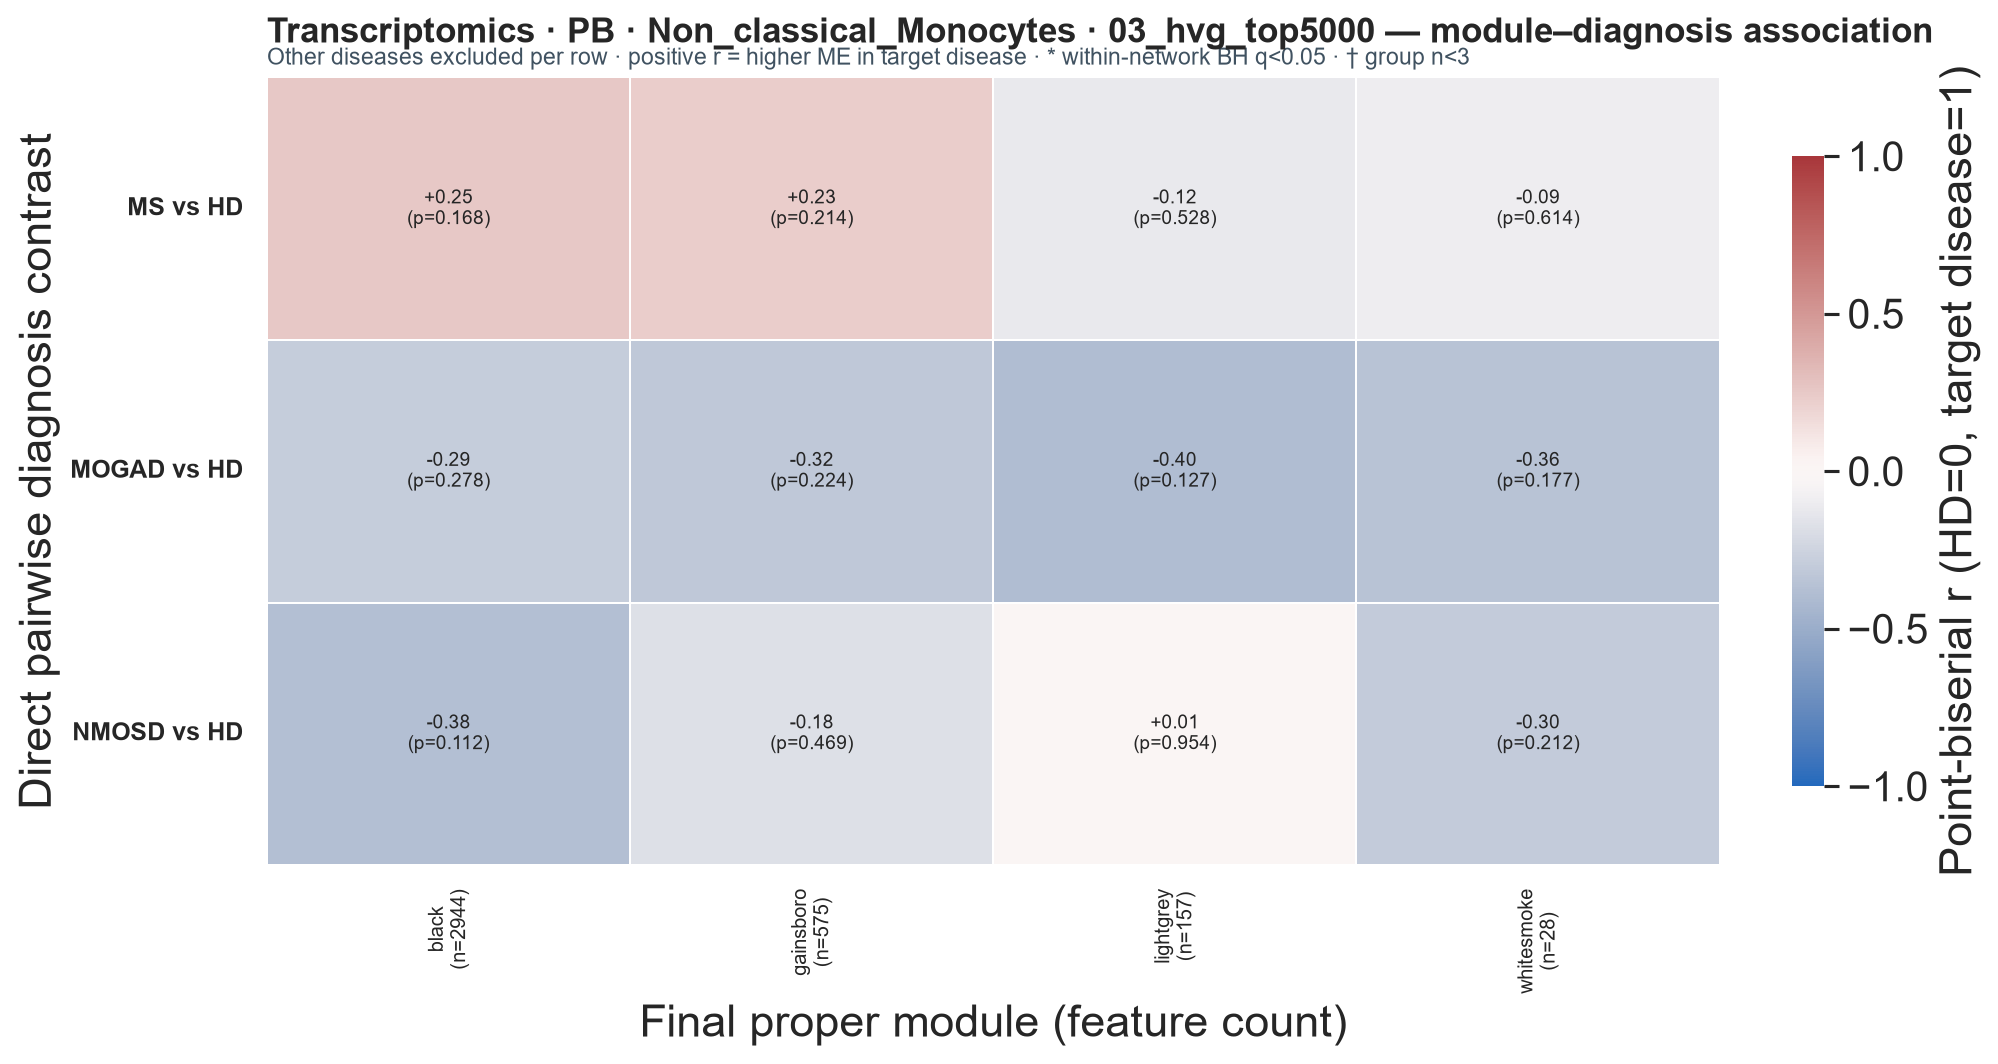 Transcriptomics · PB · Non_classical_Monocytes · 03_hvg_top5000 — module–diagnosis association
Other diseases excluded per row · positive r = higher ME in target disease · * within-network BH q<0.05 · † group n<3
Direct pairwise diagnosis contrast
MS vs HD
+0.25
(p=0.168)
+0.23
(p=0.214)
-0.12
(p=0.528)
-0.09
(p=0.614)
MOGAD vs HD
-0.29
(p=0.278)
-0.32
(p=0.224)
-0.40
(p=0.127)
-0.36
(p=0.177)
NMOSD vs HD
-0.38
(p=0.112)
-0.18
(p=0.469)
+0.01
(p=0.954)
-0.30
(p=0.212)
black
(n=2944)
gainsboro
(n=575)
lightgrey
(n=157)
whitesmoke
(n=28)
Final proper module (feature count)
1.0
0.5
0.0
−0.5
−1.0
Point-biserial r (HD=0, target disease=1)